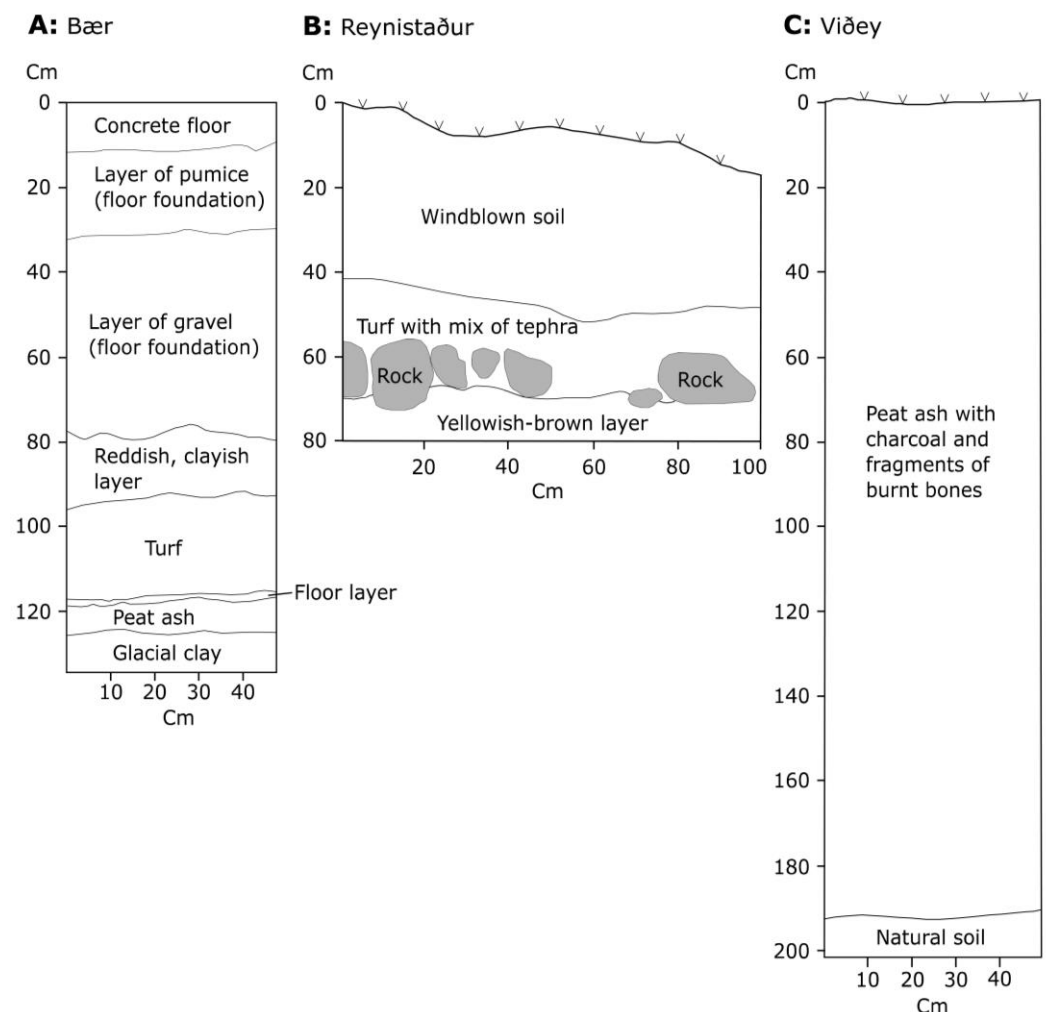 A: Bær
Cm
0
20
40
60
80
100
120
Concrete floor
Layer of pumice
(floor foundation)
Layer of gravel
(floor foundation)
Reddish, clayish
layer
Turf
Floor layer
Peat ash
Glacial clay
10 20 30 40
Cm
B: Reynistaður
Cm
0
20
40
60
80
Windblown soil
Turf with mix of tephra
Rock
Rock
Yellowish-brown layer
20 40 60 80 100
Cm
C: Viðey
Cm
0
20
40
60
80
100
120
140
160
180
200
Peat ash with
charcoal and
fragments of
burnt bones
Natural soil
10 20 30 40
Cm